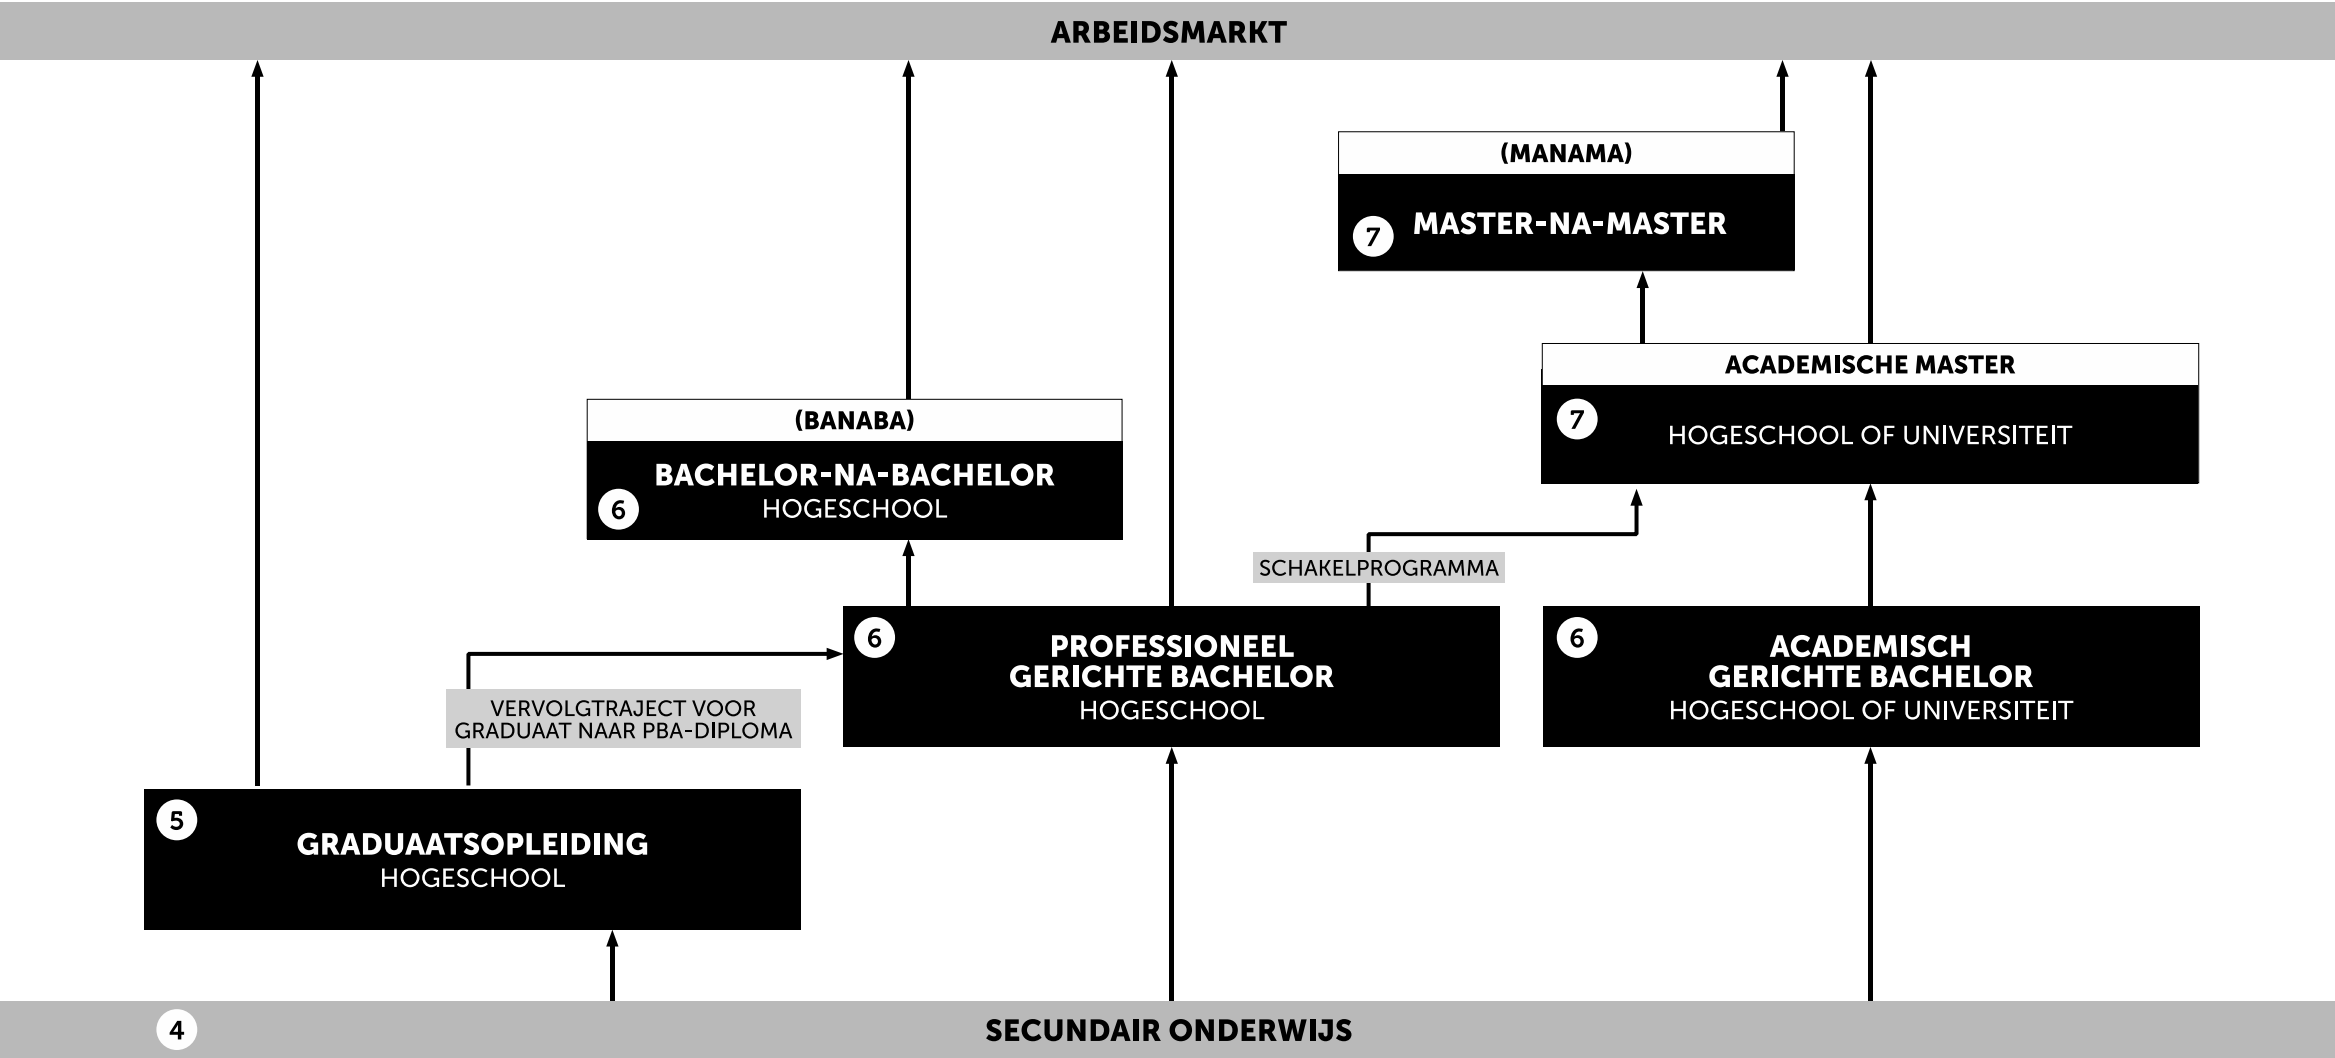 ARBEIDSMARKT
(MANAMA)
7
MASTER-NA-MASTER
ACADEMISCHE MASTER
7
HOGESCHOOL OF UNIVERSITEIT
(BANABA)
BACHELOR-NA-BACHELOR
6
HOGESCHOOL
SCHAKELPROGRAMMA
6
PROFESSIONEEL
GERICHTE BACHELOR
HOGESCHOOL
6
ACADEMISCH
GERICHTE BACHELOR
HOGESCHOOL OF UNIVERSITEIT
VERVOLGTRAJECT VOOR
GRADUAAT NAAR PBA-DIPLOMA
5
GRADUAATSOPLEIDING
HOGESCHOOL
4
SECUNDAIR ONDERWIJS